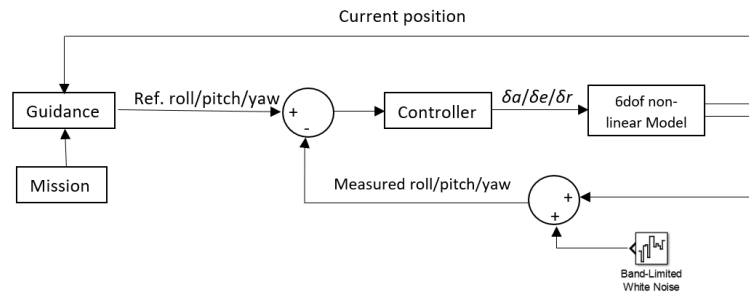 Current position
Ref. roll/pitch/yaw
Guidance
+
-
Controller
δa/δe/δr
6dof non-
linear Model
Mission
Measured roll/pitch/yaw
+
+
Band-Limited
White Noise